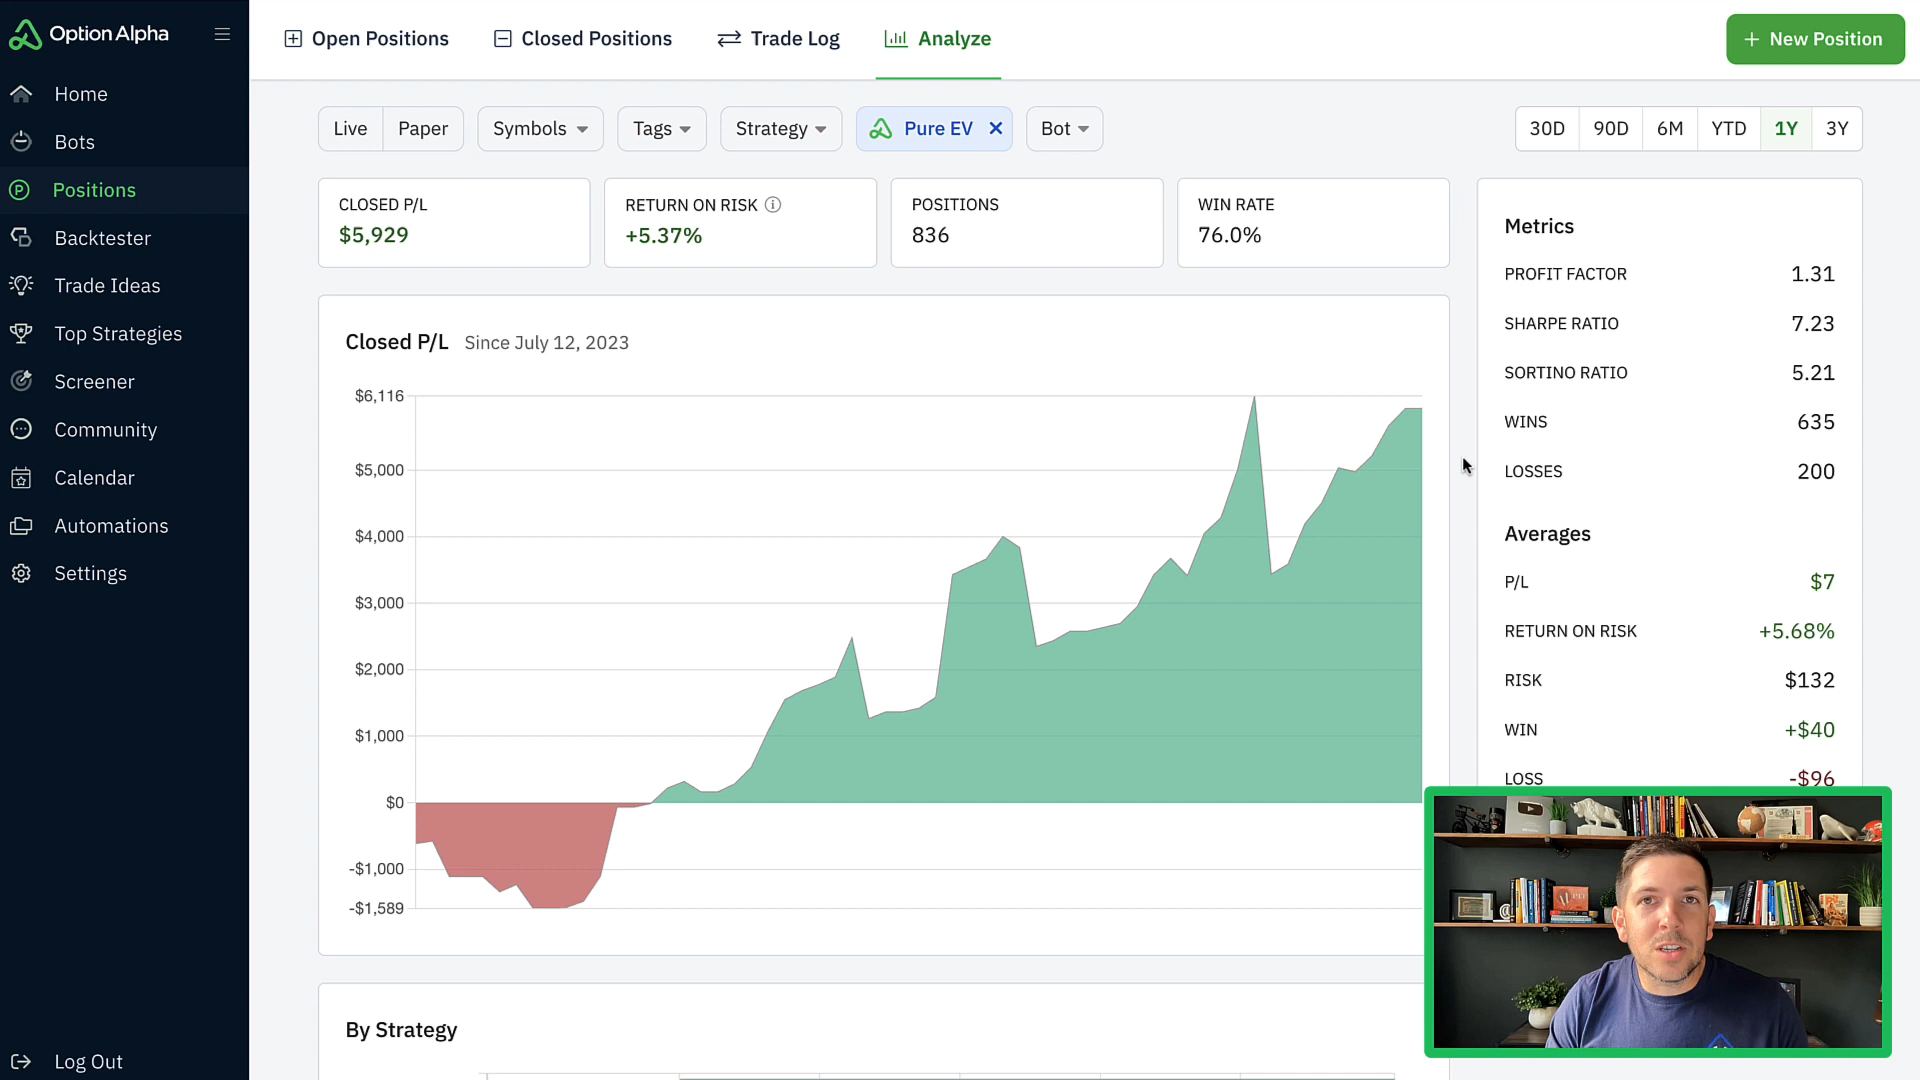 Option Alpha
Home
Bots
Positions
Backtester
Trade Ideas
Top Strategies
Screener
Community
Calendar
Automations
Settings
Log Out
Open Positions
Closed Positions
Trade Log
Analyze
+ New Position
Live
Paper
Symbols
Tags
Strategy
Pure EV
Bot
30D
90D
6M
YTD
1Y
3Y
CLOSED P/L
$5,929
RETURN ON RISK
+5.37%
POSITIONS
836
WIN RATE
76.0%
Closed P/L Since July 12, 2023
$6,116
$5,000
$4,000
$3,000
$2,000
$1,000
$0
-$1,000
-$1,589
By Strategy
Metrics
PROFIT FACTOR 1.31
SHARPE RATIO 7.23
SORTINO RATIO 5.21
WINS 635
LOSSES 200
Averages
P/L $7
RETURN ON RISK +5.68%
RISK $132
WIN +$40
LOSS -$96